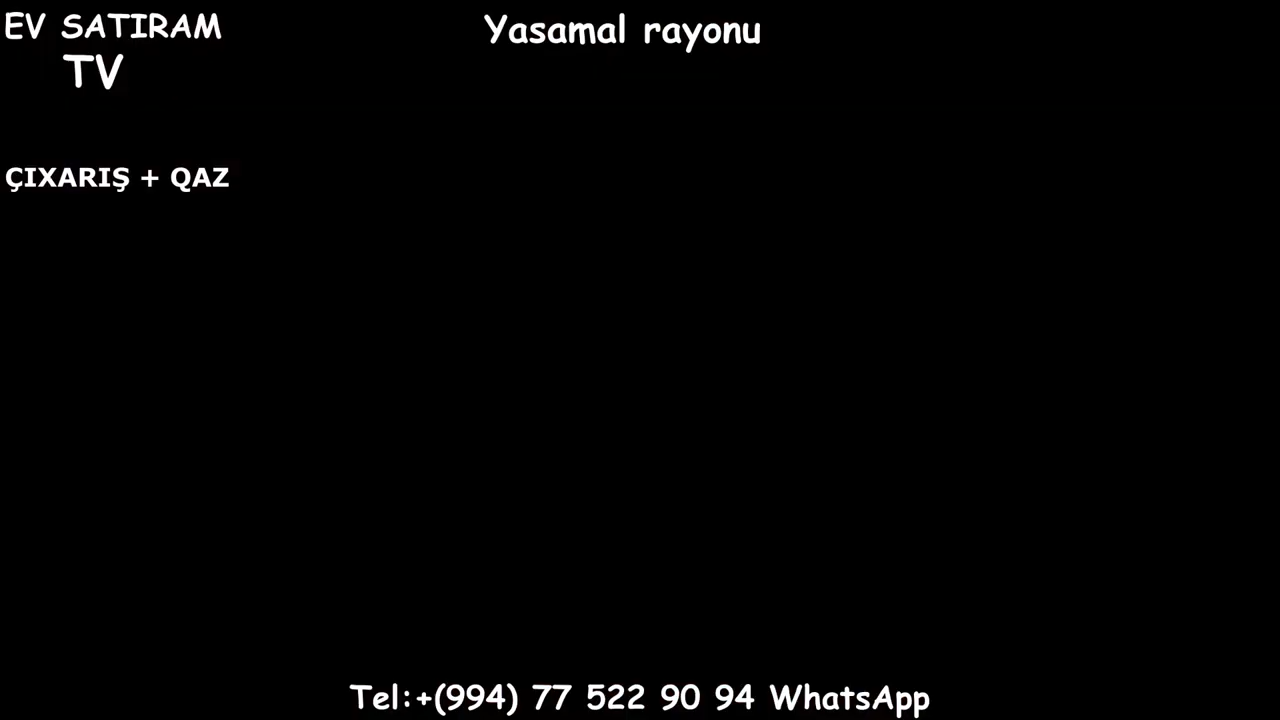 EV SATIRAM
TV
Yasamal rayonu
ÇIXARIŞ + QAZ
Tel:+(994) 77 522 90 94 WhatsApp